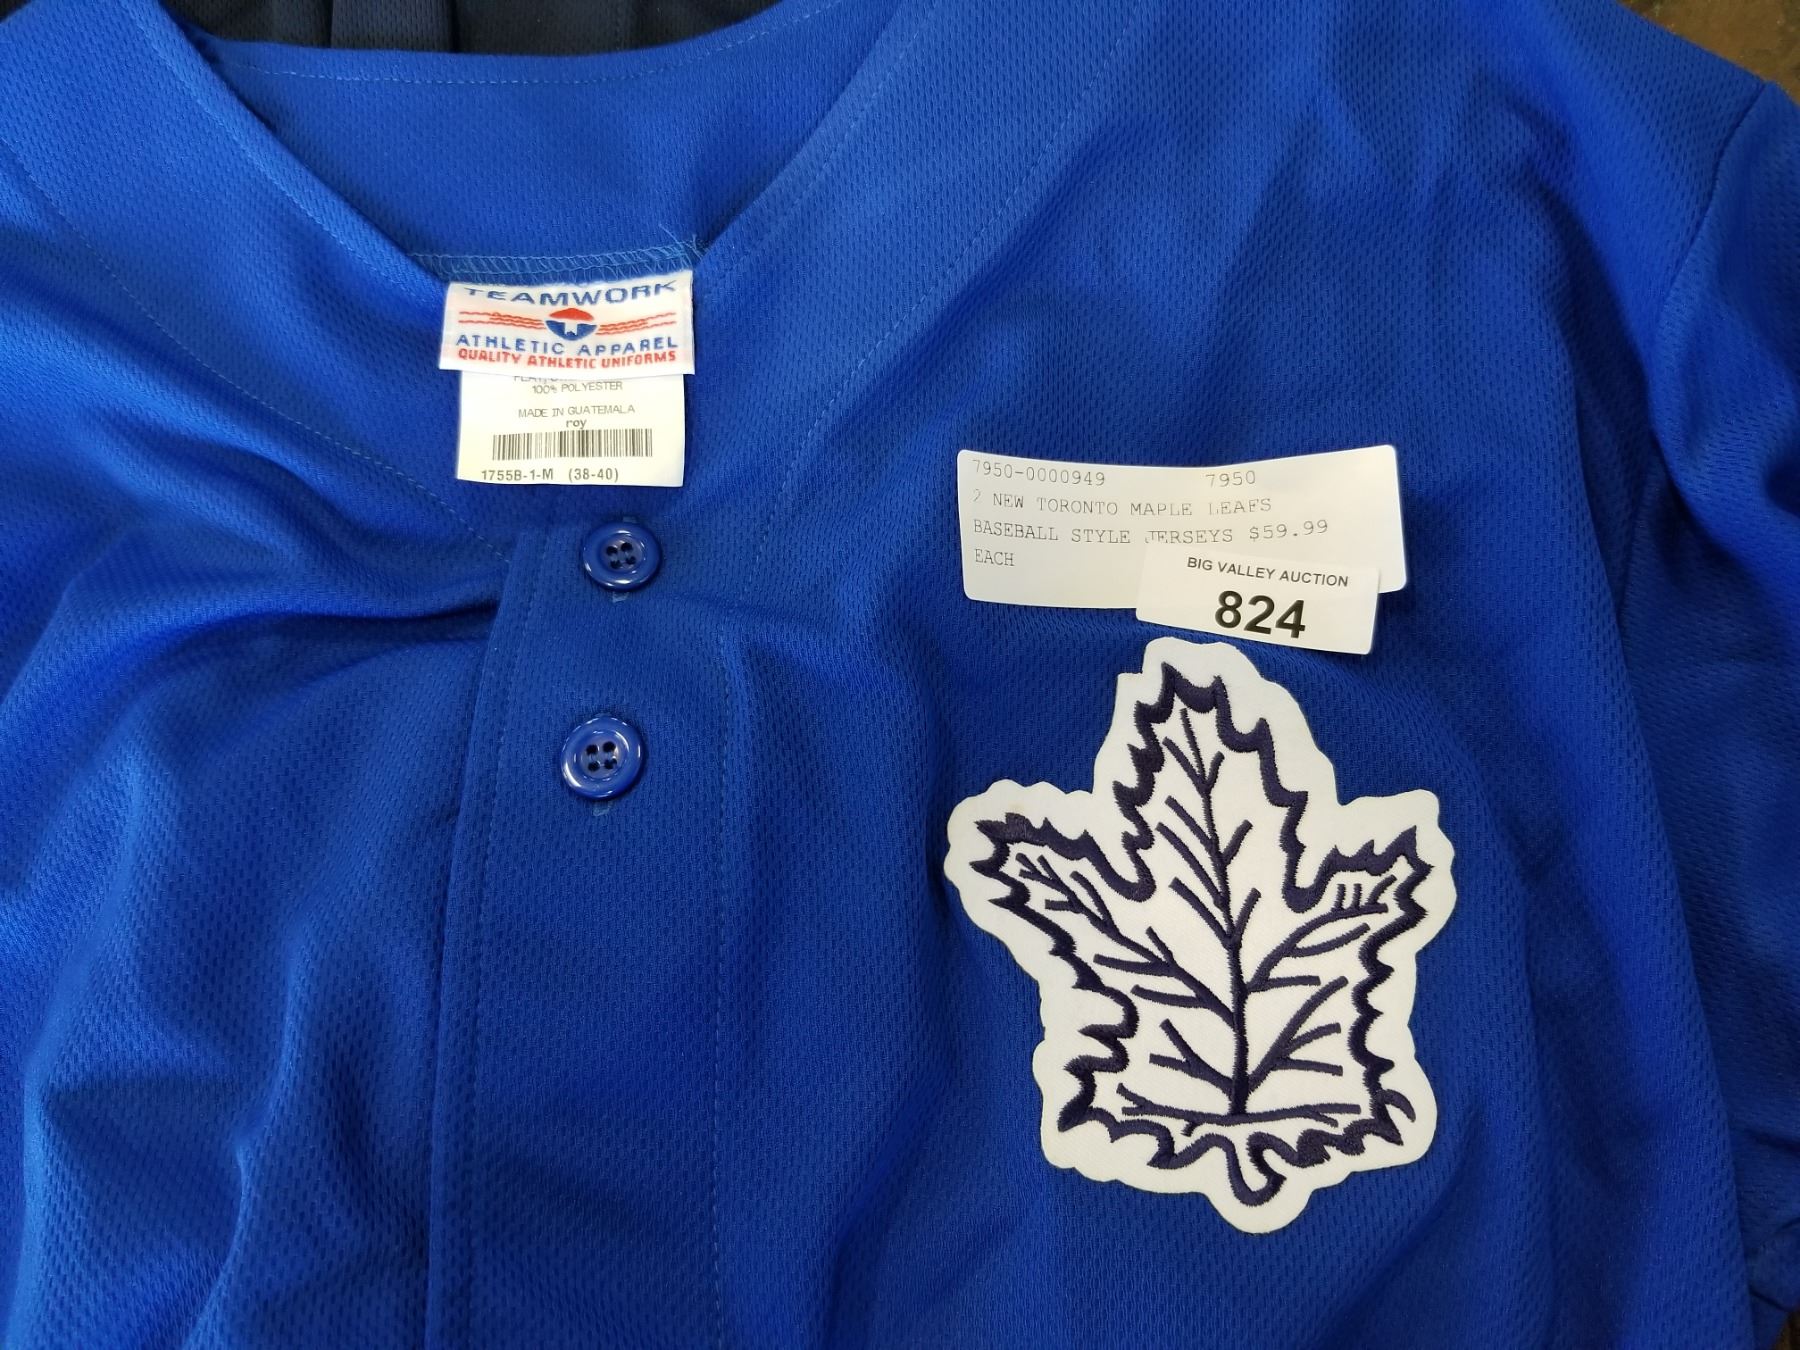 TEAMWORK
ATHLETIC APPAREL
QUALITY ATHLETIC UNIFORMS
100% POLYESTER
MADE IN GUATEMALA
roy
1755B-1-M (38-40)
7950-0000949 7950
2 NEW TORONTO MAPLE LEAFS
BASEBALL STYLE JERSEYS $59.99
EACH
BIG VALLEY AUCTION
824